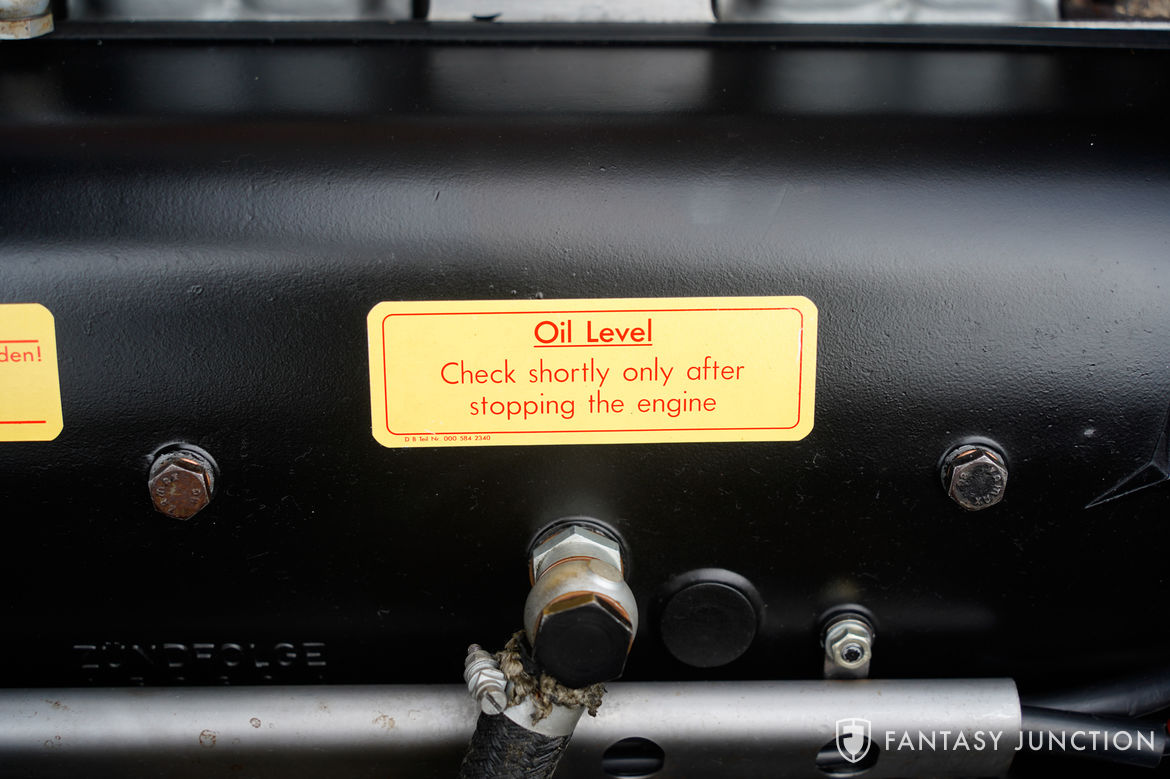 den!
Oil Level
Check shortly only after
stopping the engine
D B Teil Nr. 000 584 2340
ZÜNDFOLGE
FANTASY JUNCTION